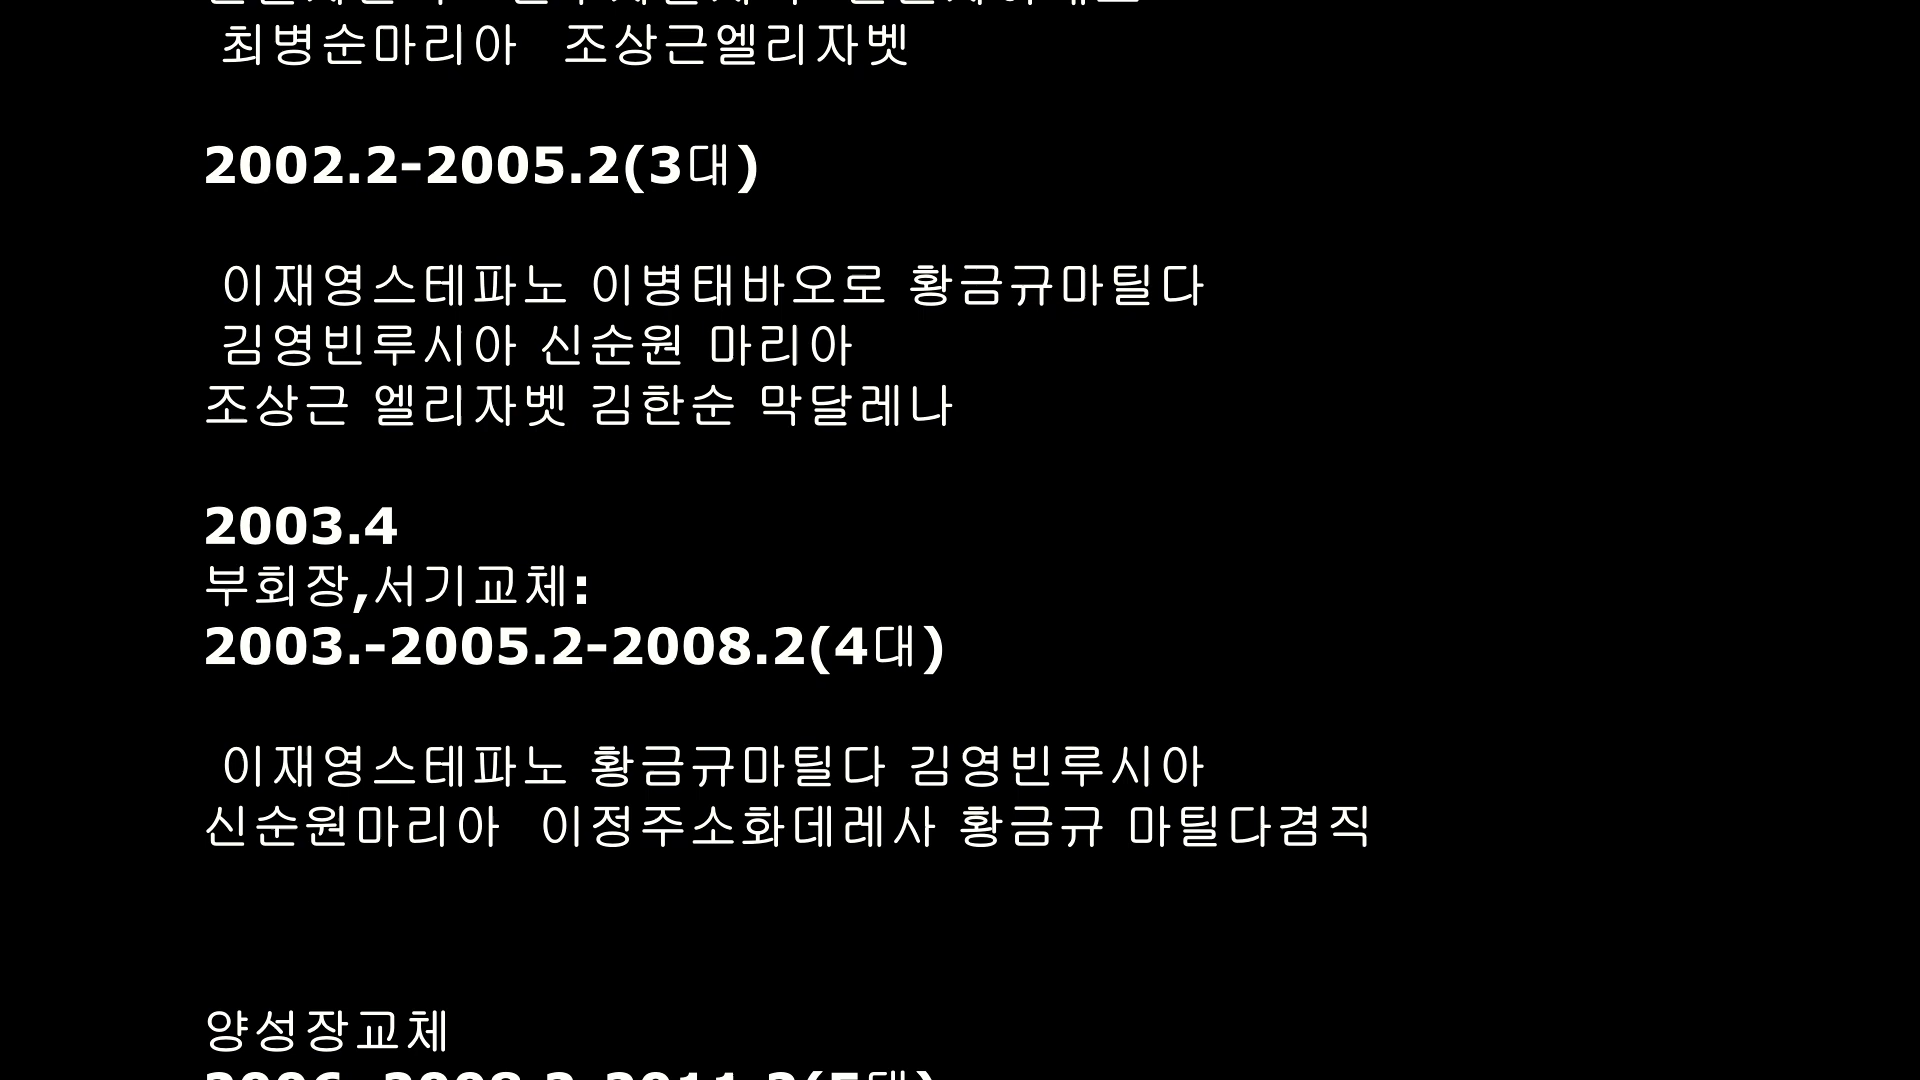 최병순마리아 조상근엘리자벳
2002.2-2005.2(3대)
이재영스테파노 이병태바오로 황금규마틸다
김영빈루시아 신순원 마리아
조상근 엘리자벳 김한순 막달레나
2003.4
부회장,서기교체:
2003.-2005.2-2008.2(4대)
이재영스테파노 황금규마틸다 김영빈루시아
신순원마리아 이정주소화데레사 황금규 마틸다겸직
양성장교체